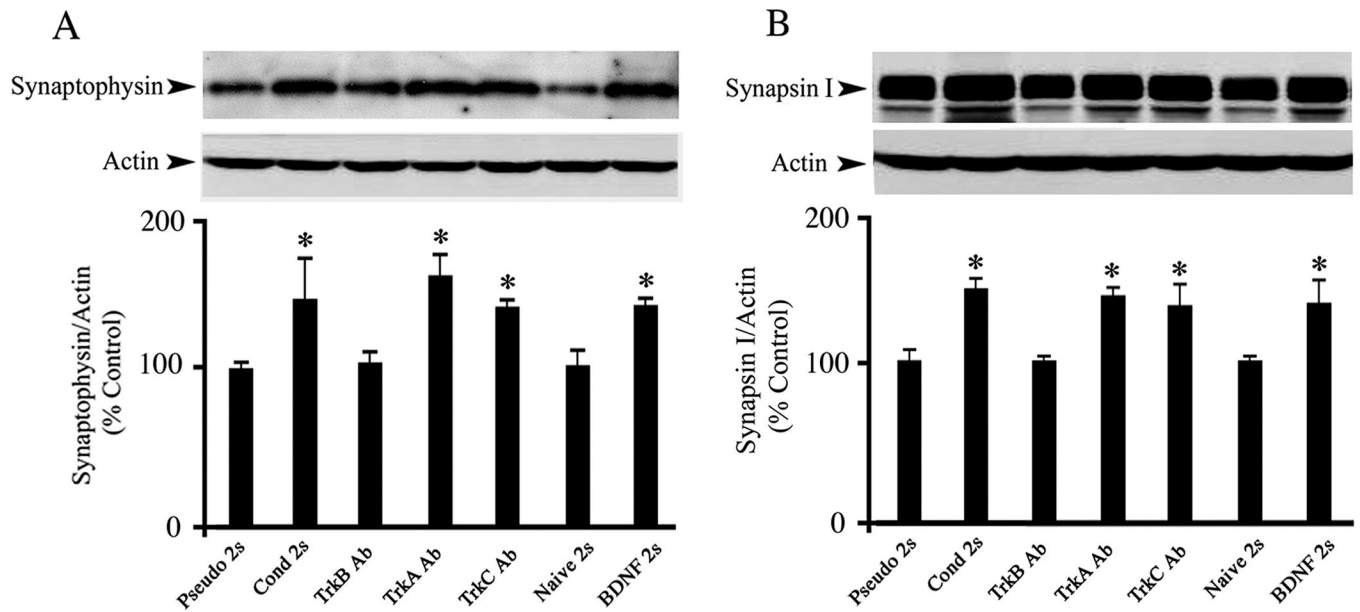 A
Synaptophysin
Actin
200
100
0
Synaptophysin/Actin
(% Control)
* * * *
Pseudo 2s
Cond 2s
TrkB Ab
TrkA Ab
TrkC Ab
Naive 2s
BDNF 2s
B
Synapsin I
Actin
200
100
0
Synapsin I/Actin
(% Control)
* * * *
Pseudo 2s
Cond 2s
TrkB Ab
TrkA Ab
TrkC Ab
Naive 2s
BDNF 2s